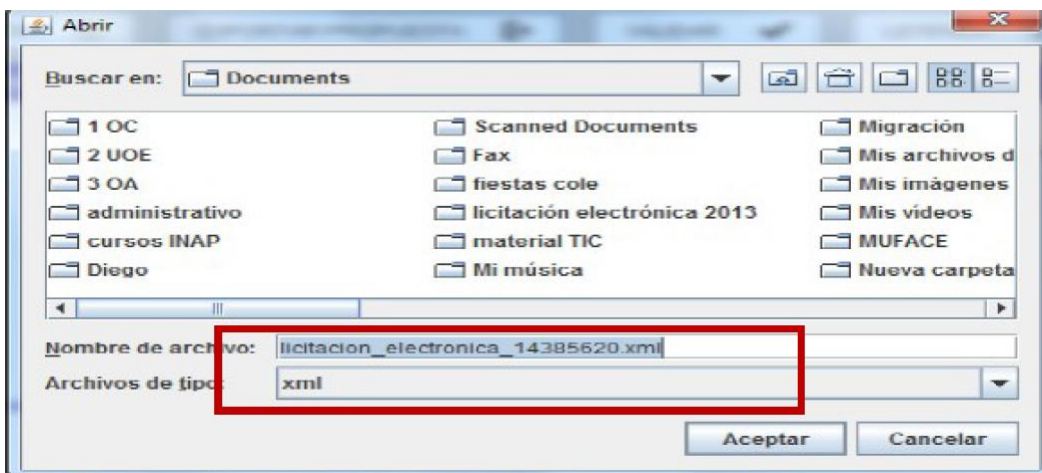 Abrir
Buscar en: Documents
1 OC Scanned Documents Migración
2 UOE Fax Mis archivos d
3 OA fiestas cole Mis imágenes
administrativo licitación electrónica 2013 Mis vídeos
cursos INAP material TIC MUFACE
Diego Mi música Nueva carpeta
Nombre de archivo: licitacion_electronica_14385620.xml
Archivos de tipo: xml
Aceptar Cancelar